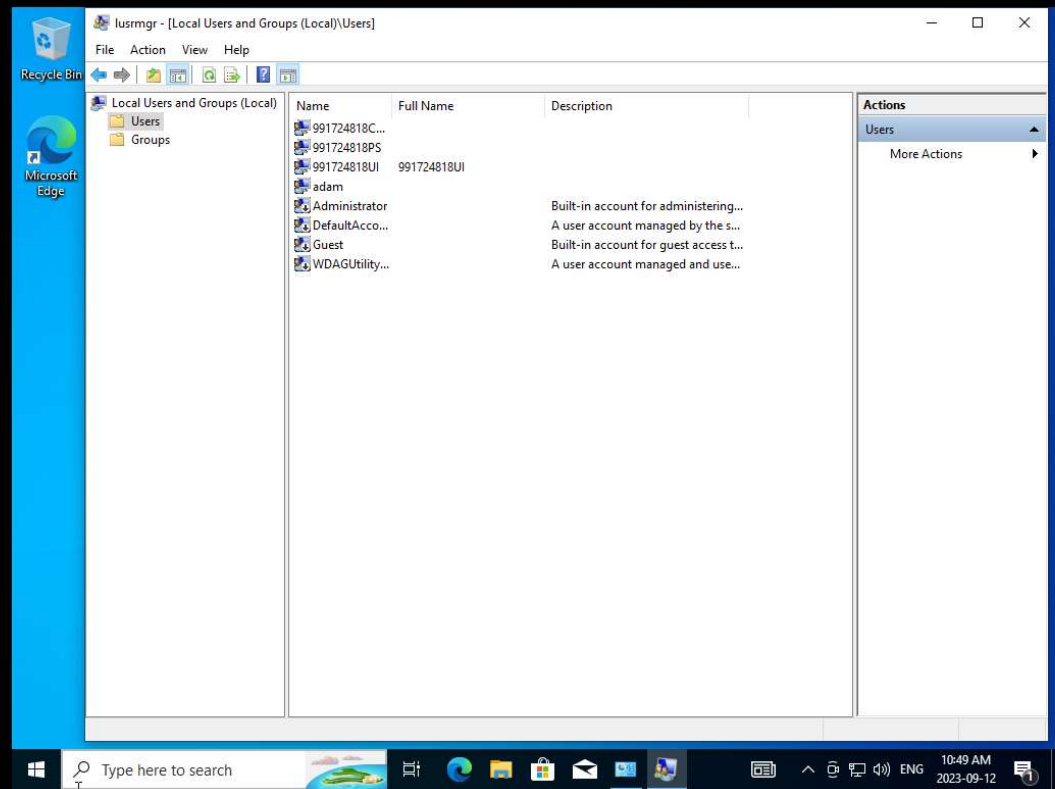 lusrmgr - [Local Users and Groups (Local)\Users]
File Action View Help
Recycle Bin
Microsoft
Edge
Local Users and Groups (Local)
Users
Groups
Name Full Name Description
991724818C...
991724818PS
991724818UI 991724818UI
adam
Administrator Built-in account for administering...
DefaultAcco... A user account managed by the s...
Guest Built-in account for guest access t...
WDAGUtility... A user account managed and use...
Actions
Users
More Actions
Type here to search
ENG
10:49 AM
2023-09-12
1